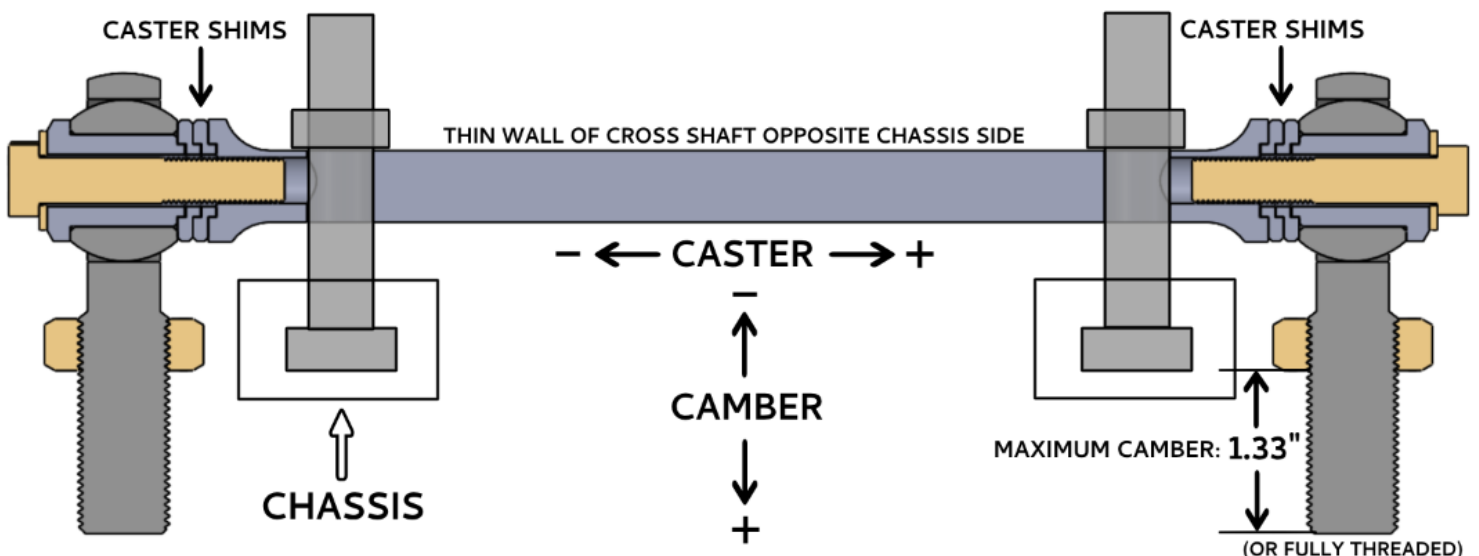 CASTER SHIMS
CASTER SHIMS
THIN WALL OF CROSS SHAFT OPPOSITE CHASSIS SIDE
- CASTER +
-
CAMBER
+
MAXIMUM CAMBER: 1.33"
CHASSIS
(OR FULLY THREADED)